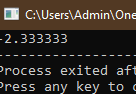 C:\Users\Admin\One
-2.333333
--------------------
Process exited aft
Press any key to c